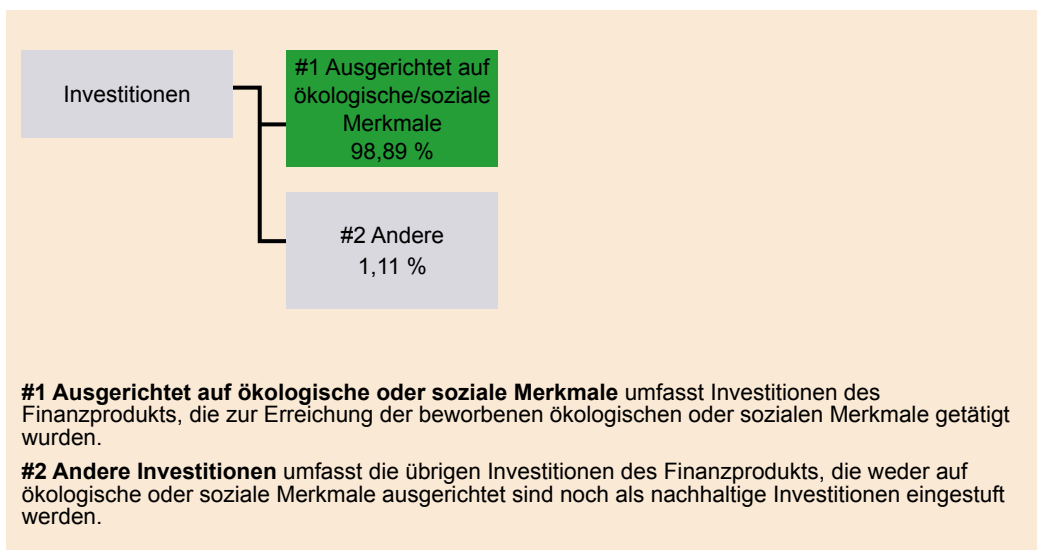 Investitionen
#1 Ausgerichtet auf
ökologische/soziale
Merkmale
98,89 %
#2 Andere
1,11 %
#1 Ausgerichtet auf ökologische oder soziale Merkmale umfasst Investitionen des
Finanzprodukts, die zur Erreichung der beworbenen ökologischen oder sozialen Merkmale getätigt
wurden.
#2 Andere Investitionen umfasst die übrigen Investitionen des Finanzprodukts, die weder auf
ökologische oder soziale Merkmale ausgerichtet sind noch als nachhaltige Investitionen eingestuft
werden.